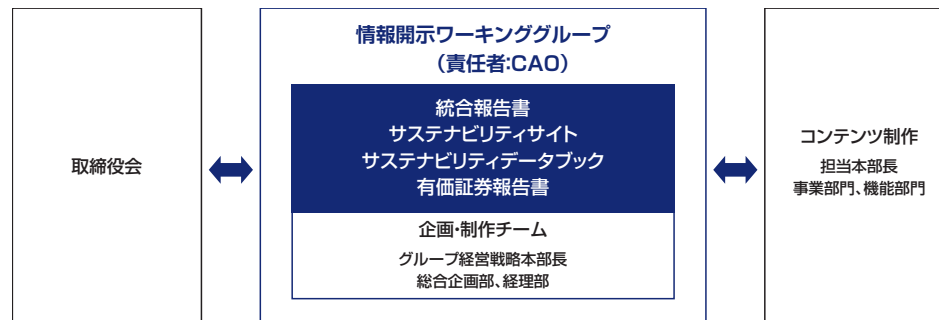 取締役会
情報開示ワーキンググループ
（責任者:CAO）
統合報告書
サステナビリティサイト
サステナビリティデータブック
有価証券報告書
企画・制作チーム
グループ経営戦略本部長
総合企画部、経理部
コンテンツ制作
担当本部長
事業部門、機能部門